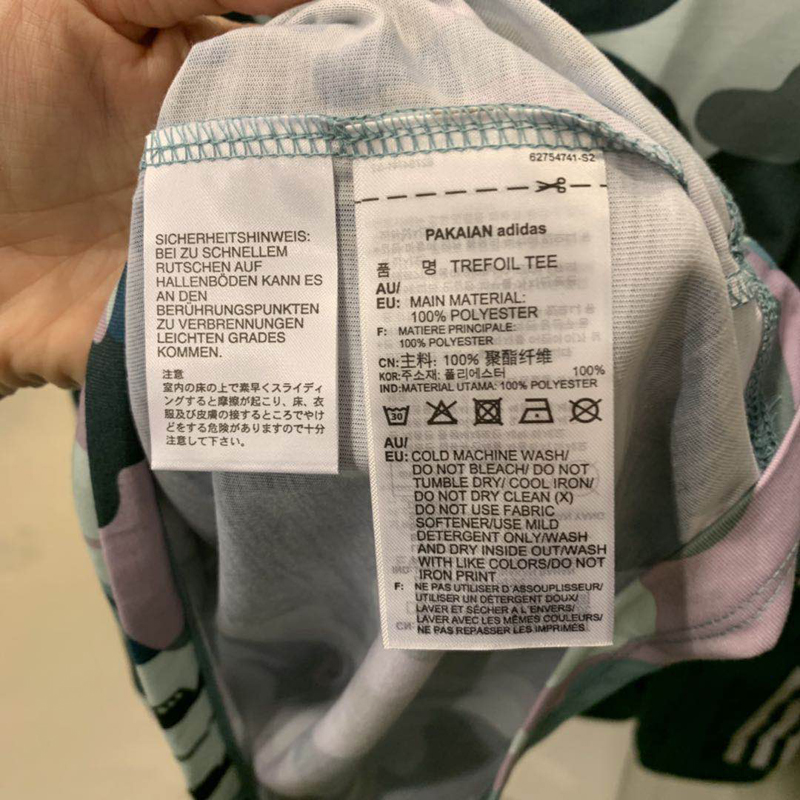 SICHERHEITSHINWEIS:
BEI ZU SCHNELLEM
RUTSCHEN AUF
HALLENBÖDEN KANN ES
AN DEN
BERÜHRUNGSPUNKTEN
ZU VERBRENNUNGEN
LEICHTEN GRADES
KOMMEN.
注意
室内の床の上で素早くスライディ
ングすると摩擦が起こり、床、衣
服及び皮膚の接するところでやけ
どをする危険がありますので十分
注意して下さい。
62754741-S2
PAKAIAN adidas
품 명 TREFOIL TEE
AU/
EU: MAIN MATERIAL:
100% POLYESTER
F: MATIERE PRINCIPALE:
100% POLYESTER
CN:主料: 100% 聚酯纤维
KOR:주소재: 폴리에스터 100%
IND:MATERIAL UTAMA: 100% POLYESTER
30
AU/
EU: COLD MACHINE WASH/
DO NOT BLEACH/ DO NOT
TUMBLE DRY/ COOL IRON/
DO NOT DRY CLEAN (X)
DO NOT USE FABRIC
SOFTENER/USE MILD
DETERGENT ONLY/WASH
AND DRY INSIDE OUT/WASH
WITH LIKE COLORS/DO NOT
IRON PRINT
F: NE PAS UTILISER D'ASSOUPLISSEUR/
UTILISER UN DÉTERGENT DOUX/
LAVER ET SÉCHER A L'ENVERS/
LAVER AVEC LES MÊMES COULEURS/
NE PAS REPASSER LES IMPRIMÉS.